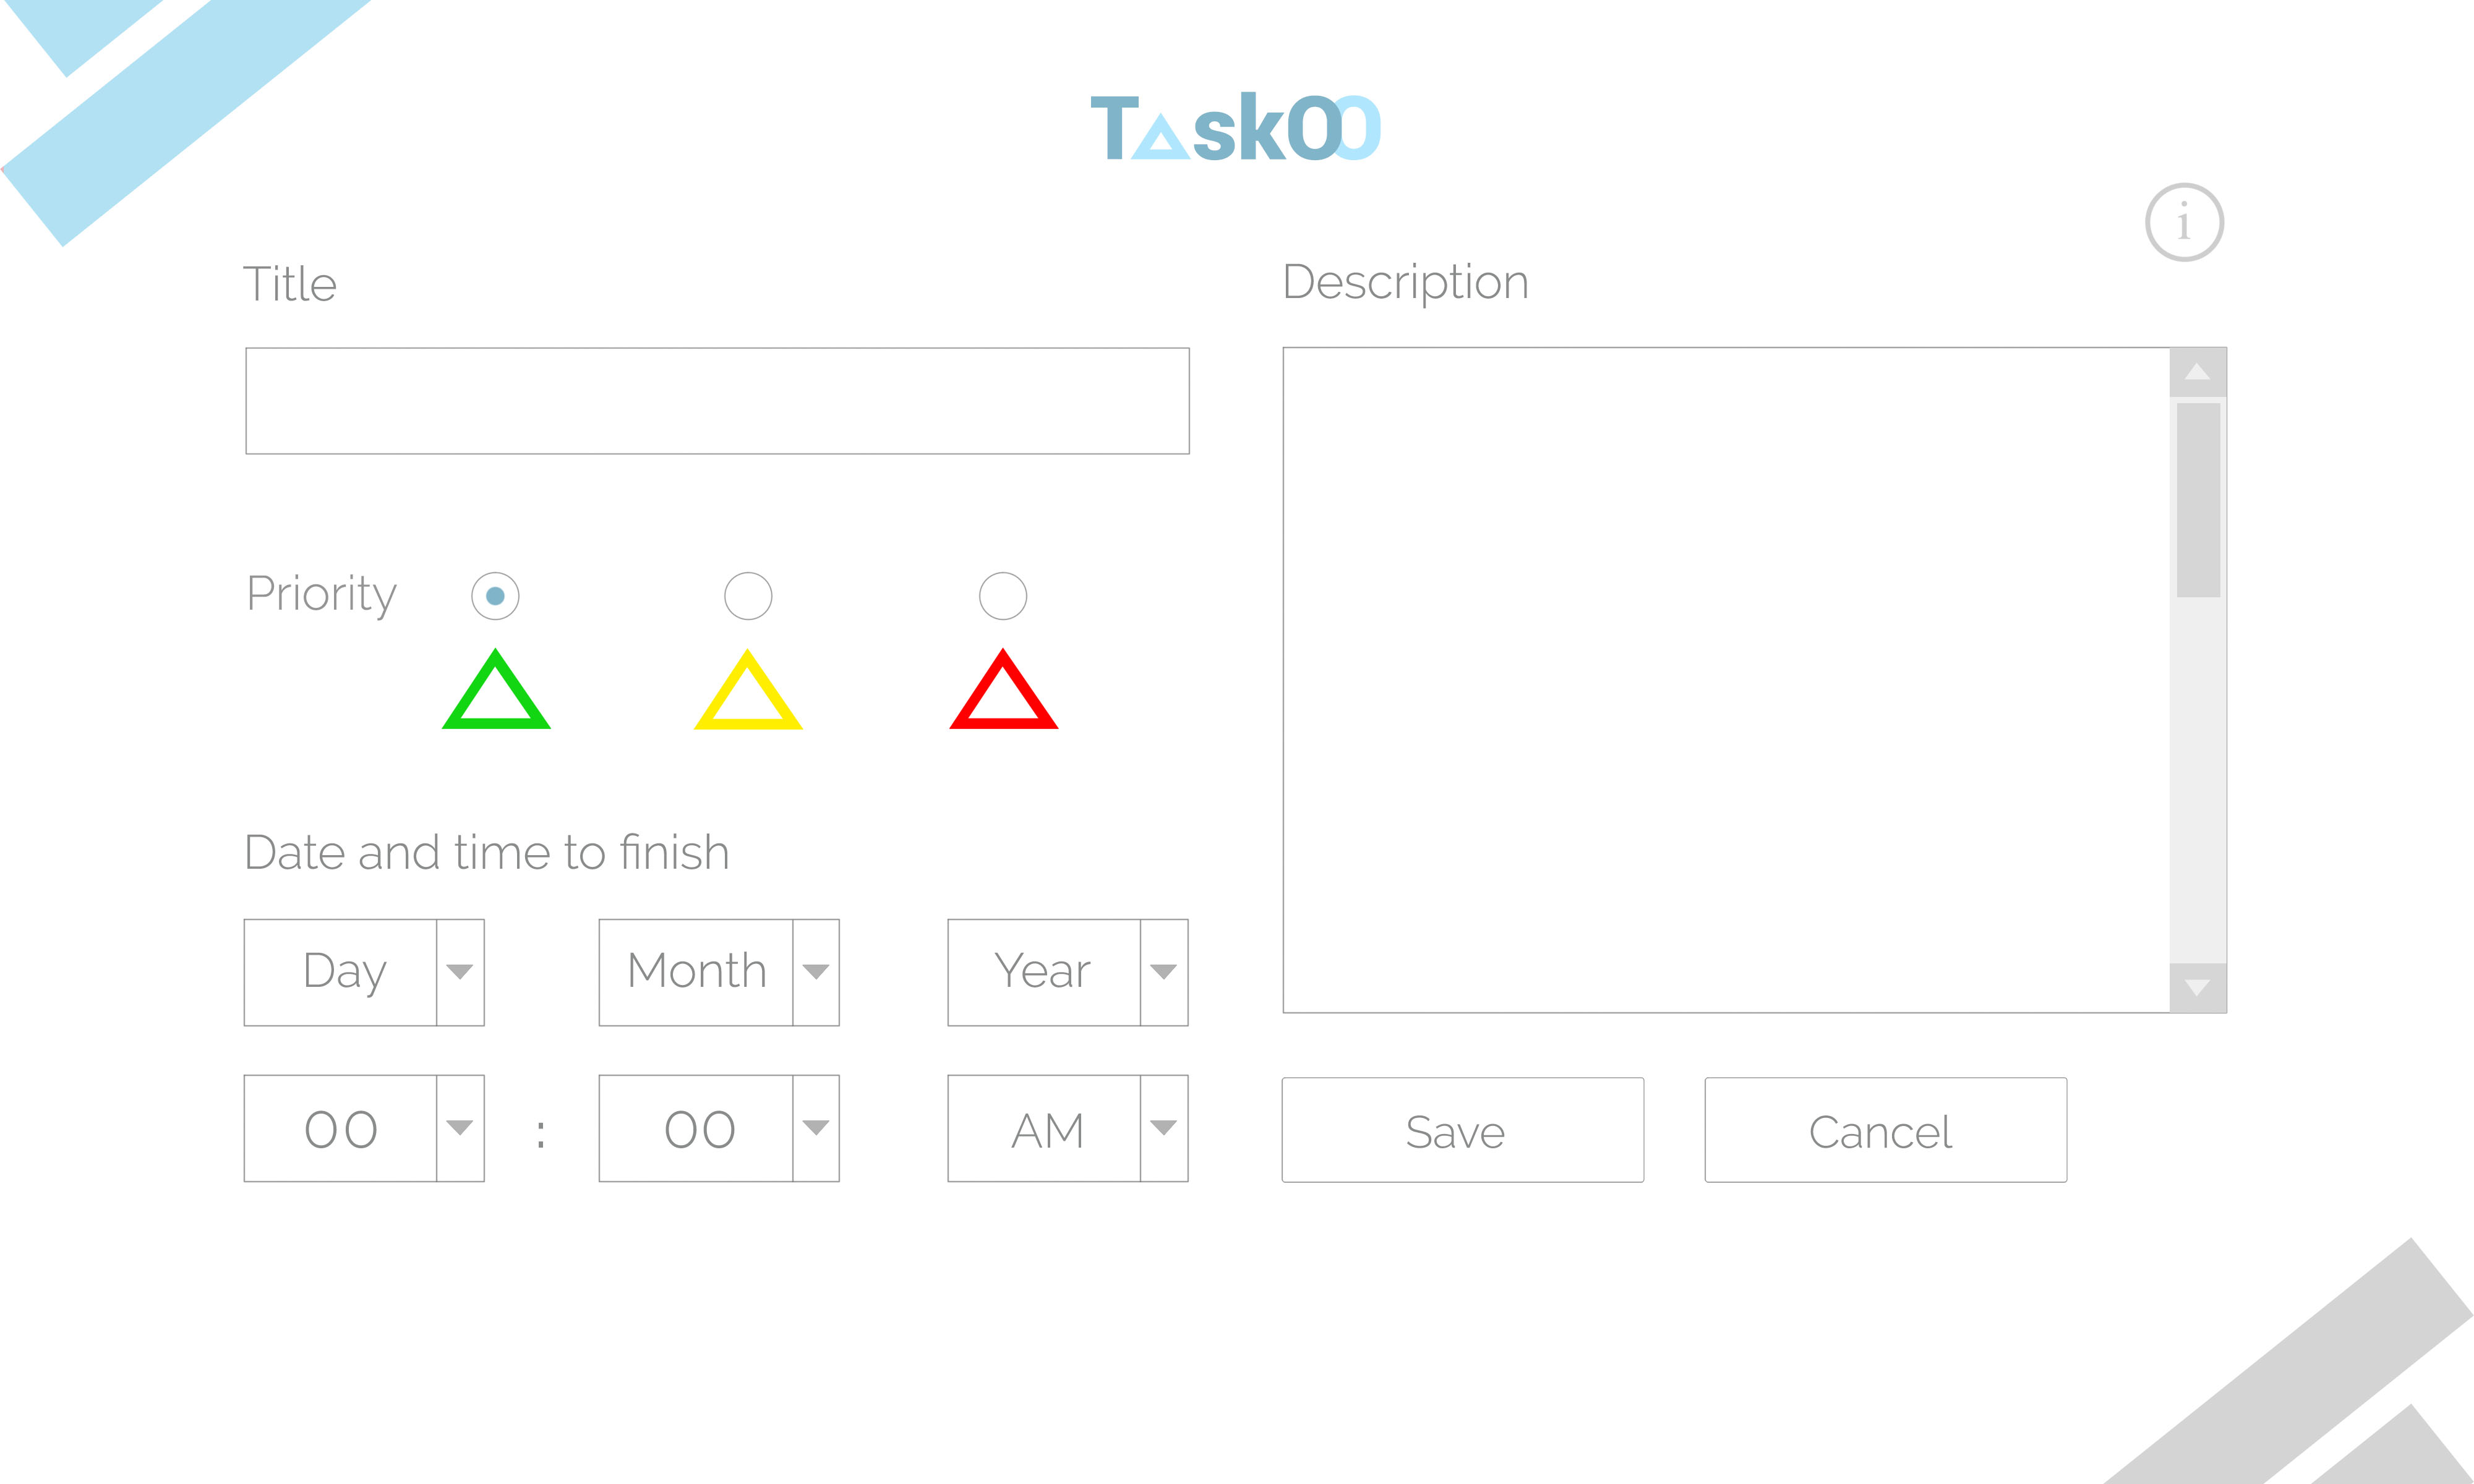 TaskOO
i
Title
Description
Priority
Date and time to finish
Day
Month
Year
00
:
00
AM
Save
Cancel